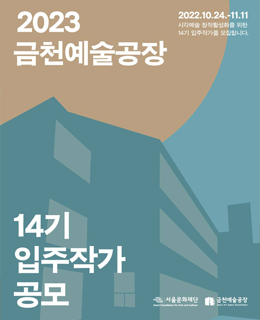 2023
금천예술공장
2022.10.24.-11.11
시각예술 창작활성화를 위한
14기 입주작가를 모집합니다.
14기
입주작가
공모
서울문화재단
금천예술공장